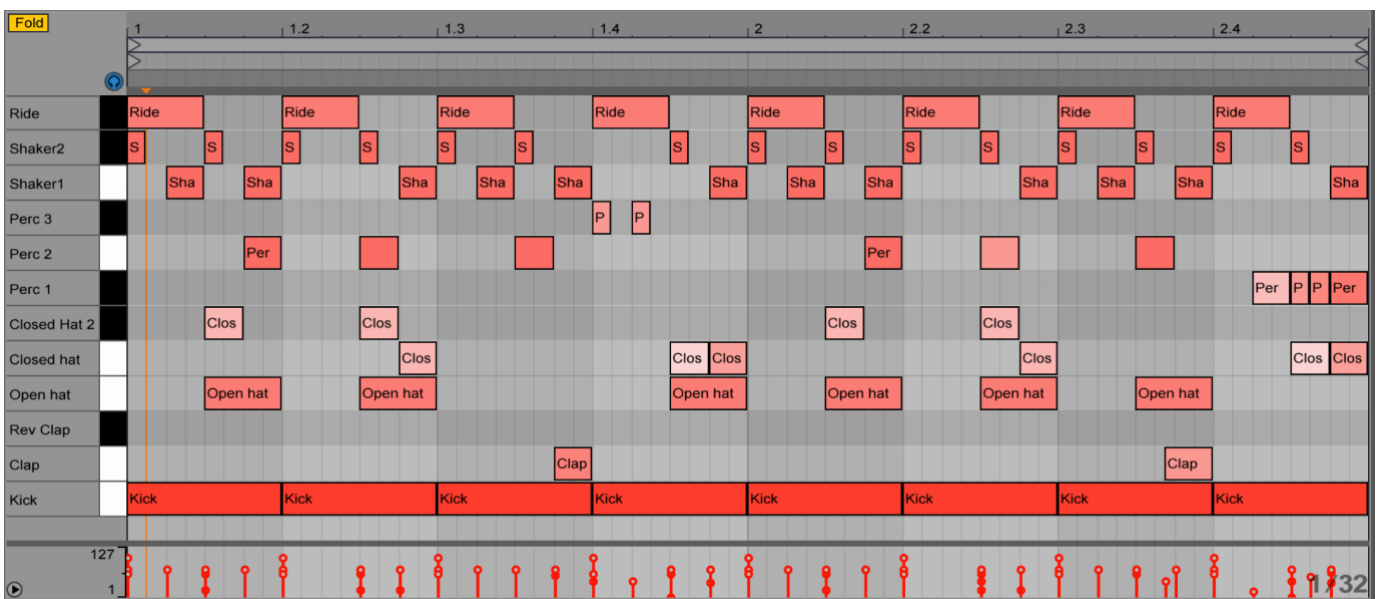 Fold
1 1.2 1.3 1.4 2 2.2 2.3 2.4
Ride Ride Ride Ride Ride Ride Ride Ride Ride
Shaker2 S S S S S S S S S S S S S S S
Shaker1 Sha Sha Sha Sha Sha Sha Sha Sha Sha Sha Sha Sha
Perc 3 P P
Perc 2 Per Per
Perc 1 Per P P Per
Closed Hat 2 Clos Clos Clos Clos
Closed hat Clos Clos Clos Clos Clos Clos
Open hat Open hat Open hat Open hat Open hat Open hat Open hat
Rev Clap
Clap Clap Clap
Kick Kick Kick Kick Kick Kick Kick Kick Kick
127
1
1/32